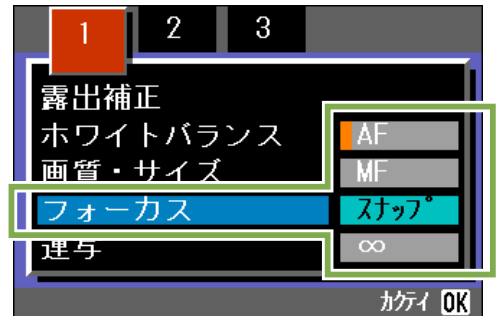 1 2 3
露出補正
ホワイトバランス AF
画質・サイズ MF
フォーカス スナップ
連写 ∞
カクテイ OK